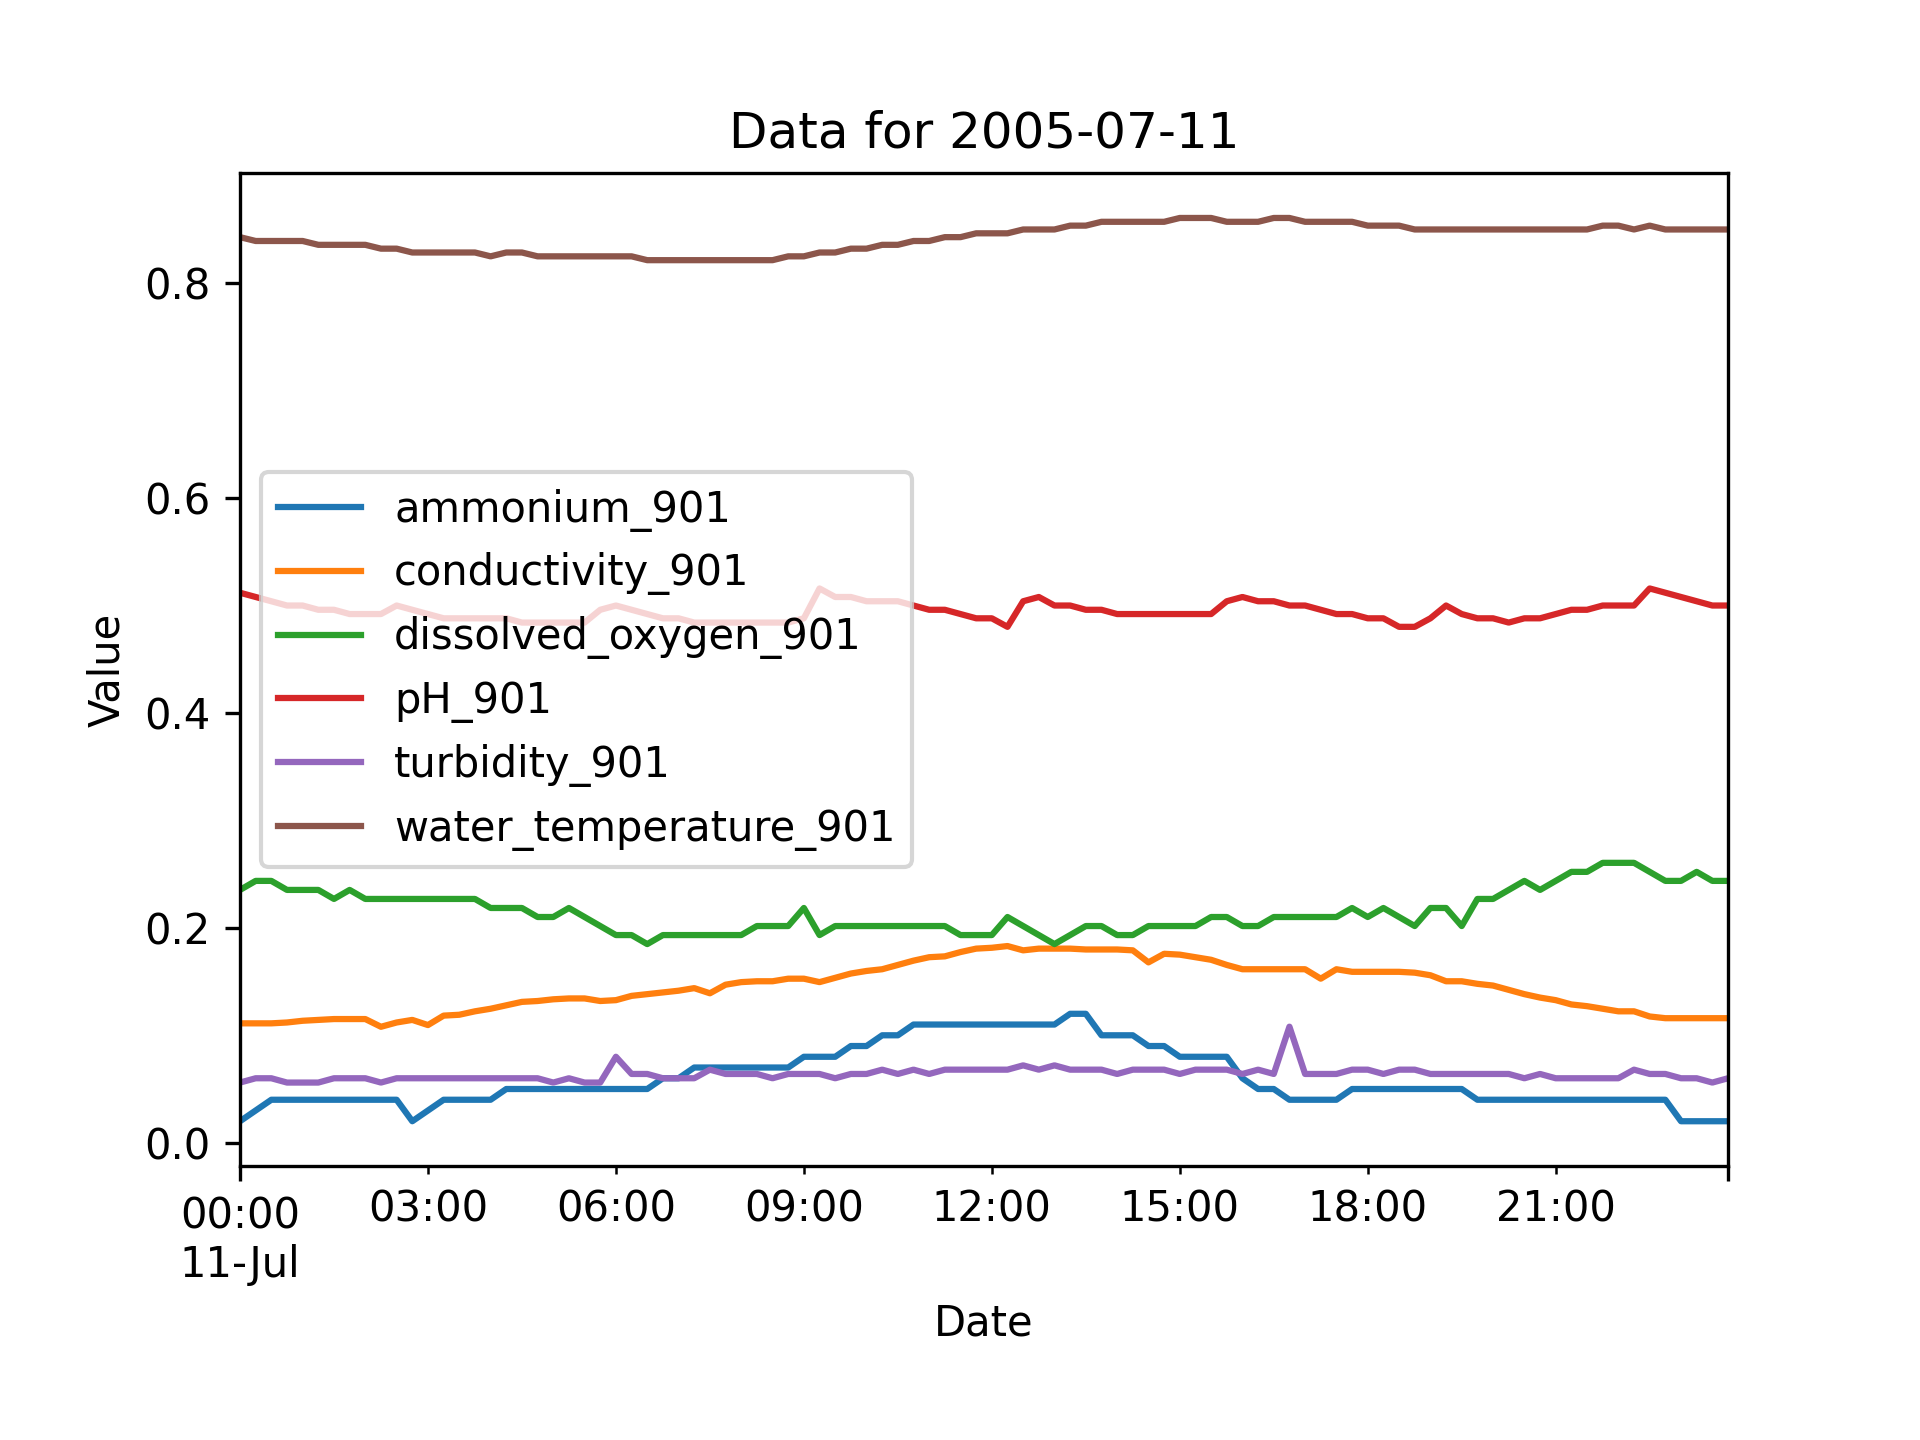 Data for 2005-07-11
Value
0.8
0.6
0.4
0.2
0.0
ammonium_901
conductivity_901
dissolved_oxygen_901
pH_901
turbidity_901
water_temperature_901
00:00 03:00 06:00 09:00 12:00 15:00 18:00 21:00
11-Jul
Date